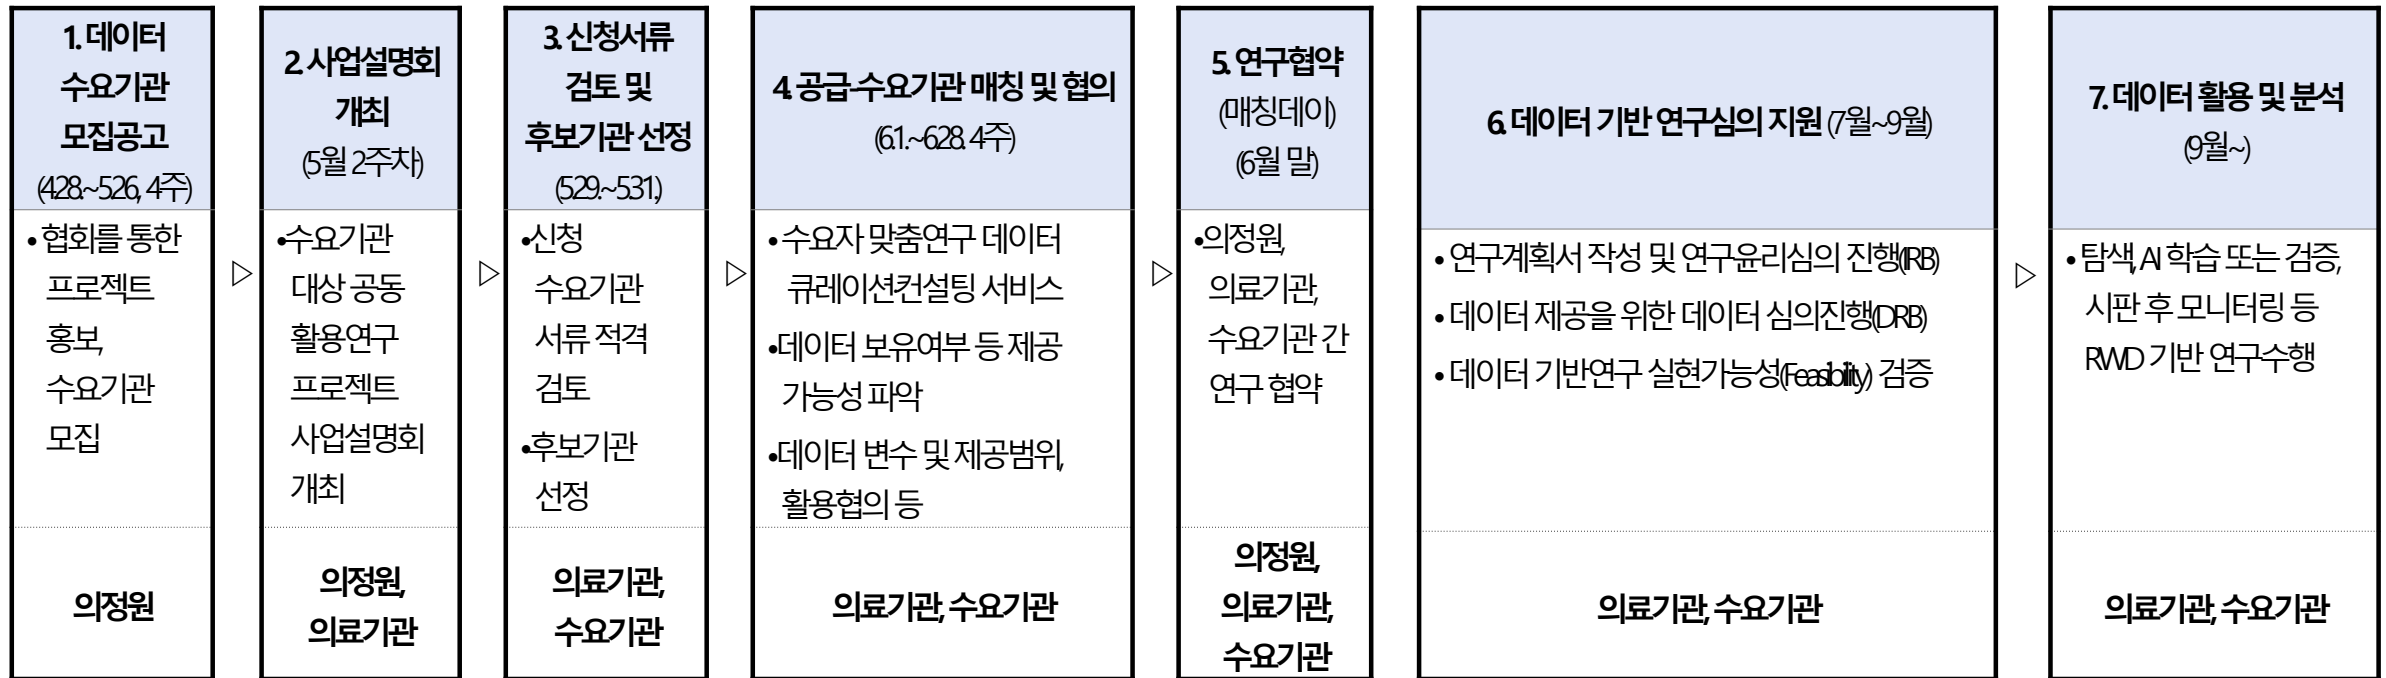 1. 데이터
수요기관
모집공고
(4.28.~5.26, 4주)
• 협회를 통한
프로젝트
홍보,
수요기관
모집
의정원
▷
2. 사업설명회
개최
(5월 2주차)
•수요기관
대상 공동
활용연구
프로젝트
사업설명회
개최
의정원,
의료기관
▷
3. 신청서류
검토 및
후보기관 선정
(5.29.~5.31.)
•신청
수요기관
서류 적격
검토
•후보기관
선정
의료기관,
수요기관
▷
4. 공급-수요기관 매칭 및 협의
(6.1.~6.28. 4주)
• 수요자 맞춤연구 데이터
큐레이션컨설팅 서비스
•데이터 보유여부 등 제공
가능성 파악
•데이터 변수 및 제공범위,
활용협의 등
의료기관, 수요기관
▷
5. 연구협약
(매칭데이)
(6월 말)
•의정원,
의료기관,
수요기관 간
연구 협약
의정원,
의료기관,
수요기관
6. 데이터 기반 연구심의 지원 (7월~9월)
• 연구계획서 작성 및 연구윤리심의 진행(IRB)
• 데이터 제공을 위한 데이터 심의진행(DRB)
• 데이터 기반연구 실현가능성(Feasibility) 검증
의료기관, 수요기관
▷
7. 데이터 활용 및 분석
(9월~)
• 탐색, AI 학습 또는 검증,
시판 후 모니터링 등
RWD 기반 연구수행
의료기관, 수요기관